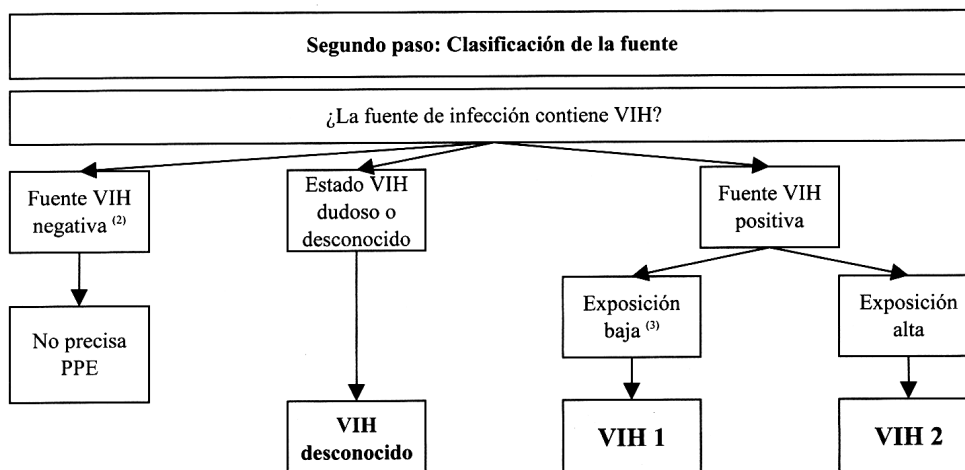 Segundo paso: Clasificación de la fuente
¿La fuente de infección contiene VIH?
Fuente VIH
negativa (2)
Estado VIH
dudoso o
desconocido
Fuente VIH
positiva
No precisa
PPE
Exposición
baja (3)
Exposición
alta
VIH
desconocido
VIH 1
VIH 2